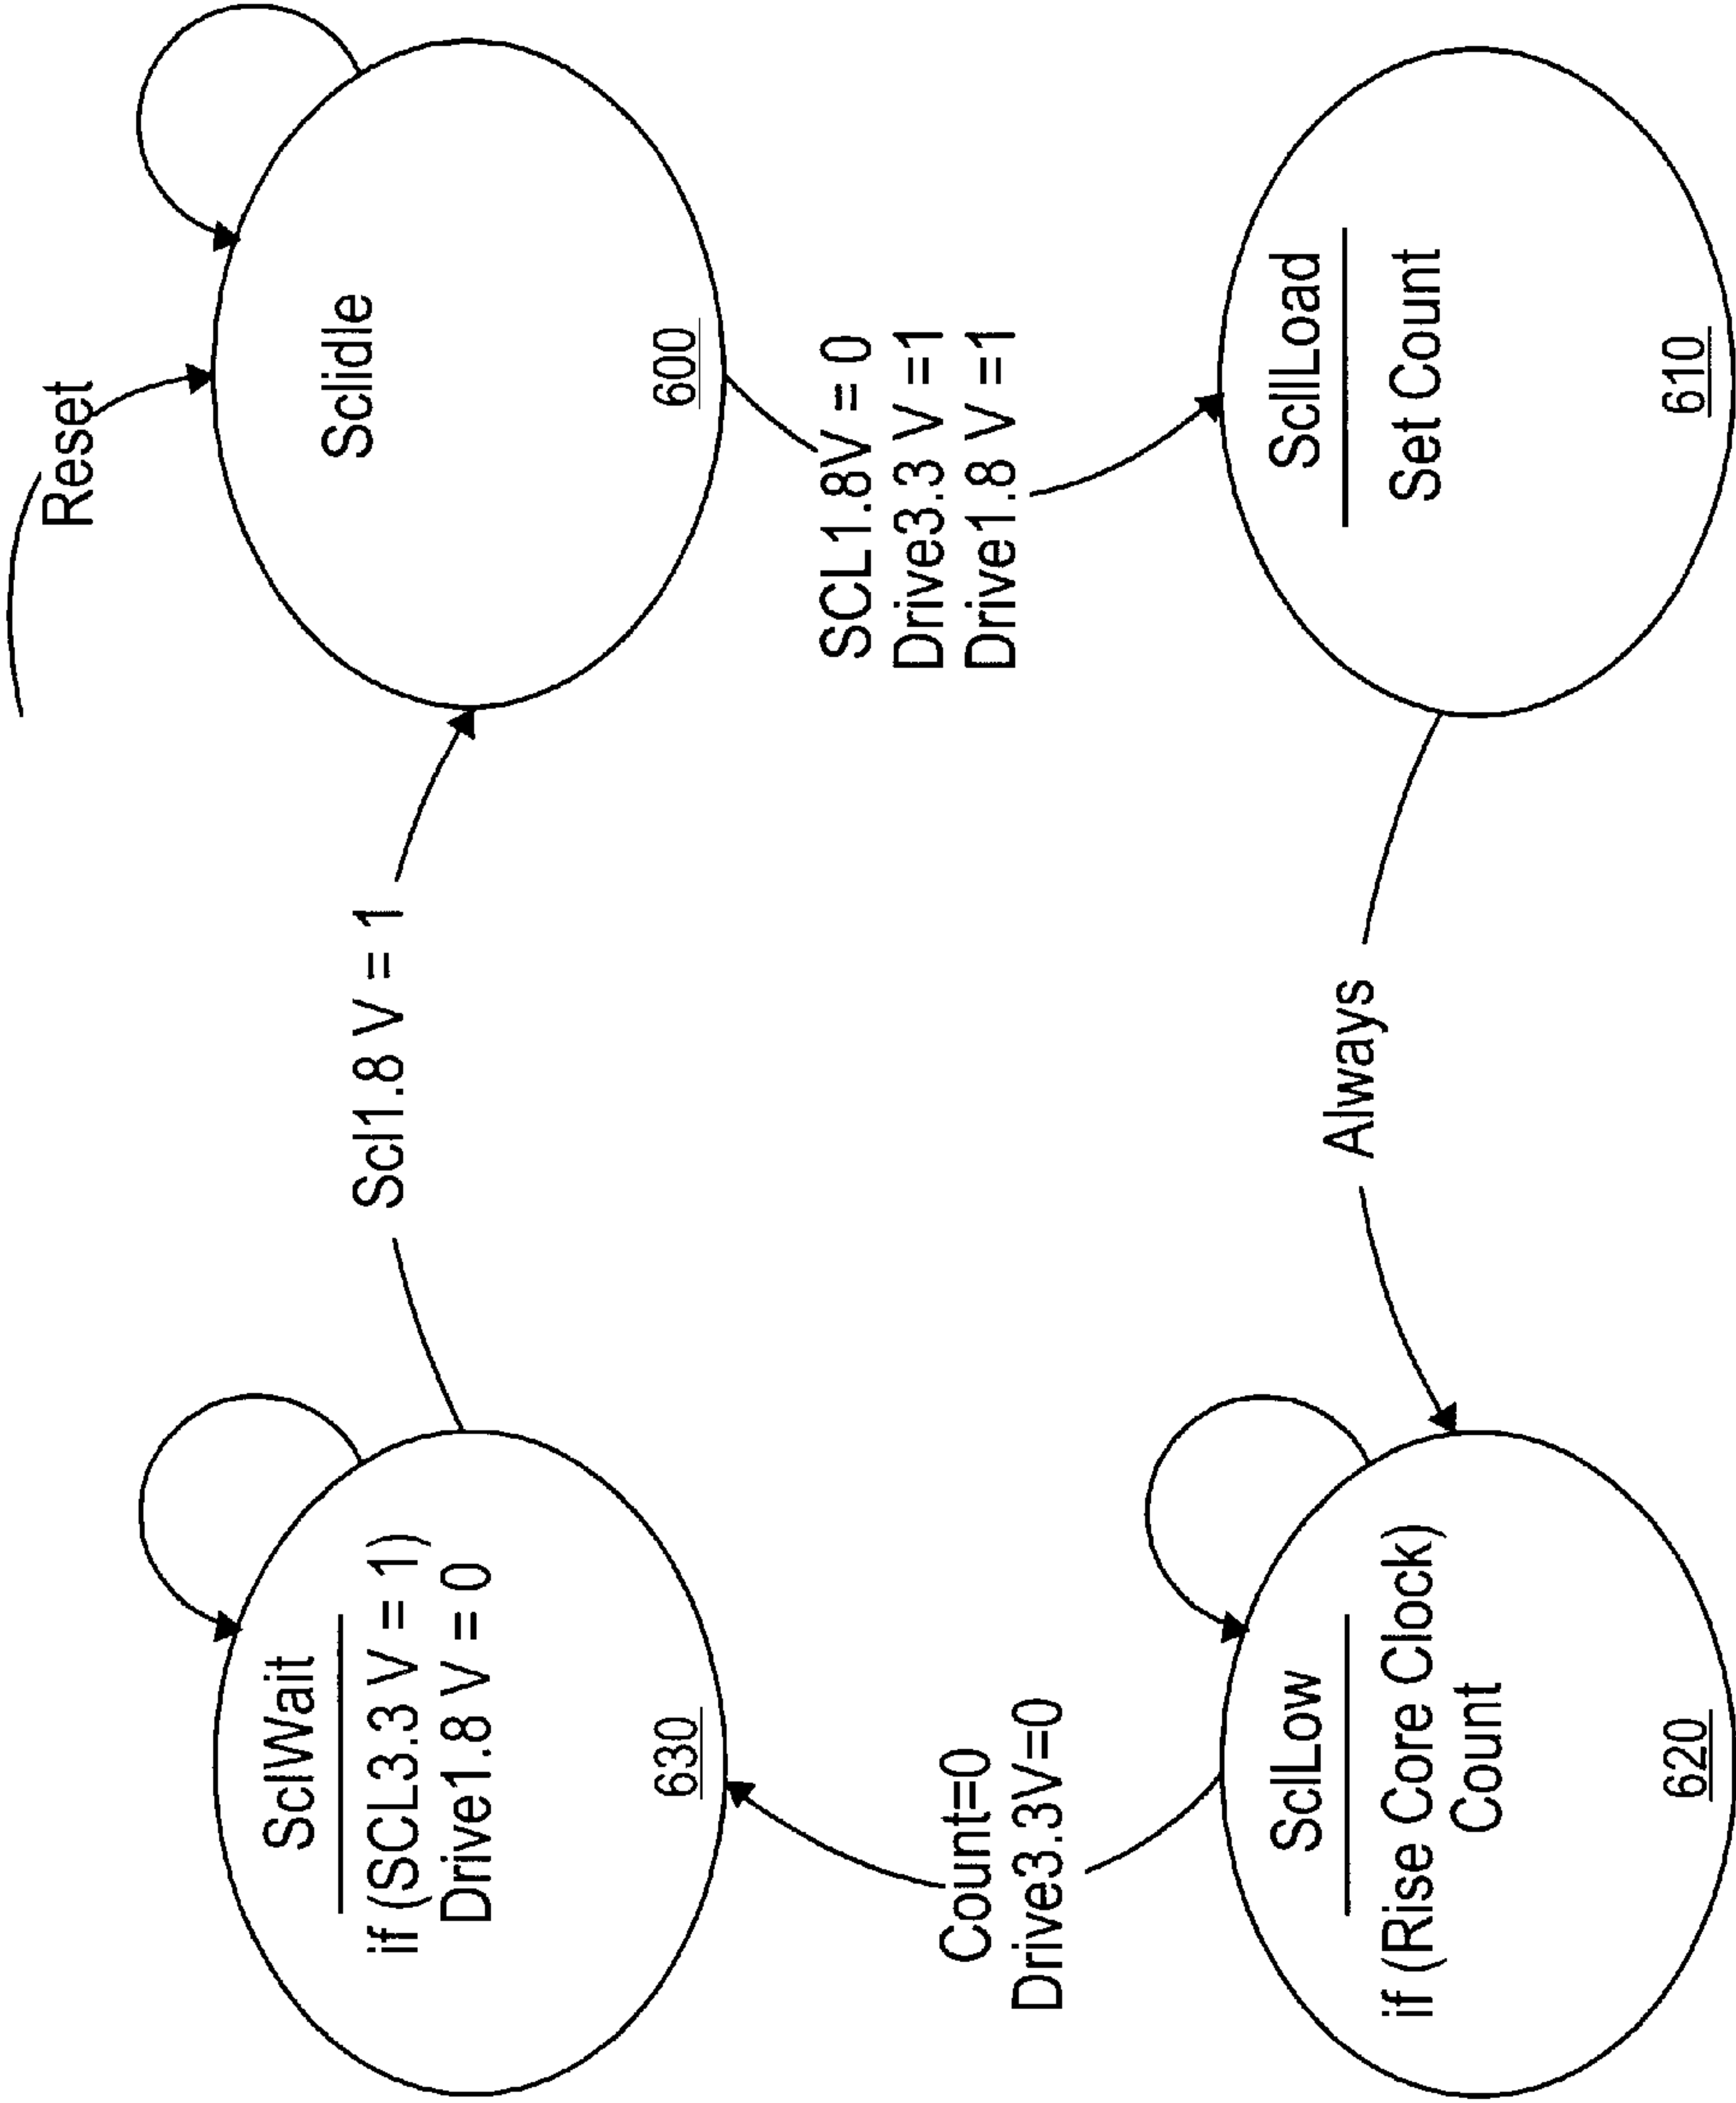 Reset
SclWait
if (SCL3.3 V = 1)
Drive1.8 V = 0
630
Scl1.8 V = 1
Sclidle
600
Count=0
Drive3.3V=0
SCL1.8V = 0
Drive3.3 V =1
Drive1.8 V =1
SclLow
if (Rise Core Clock)
Count
620
Always
ScllLoad
Set Count
610